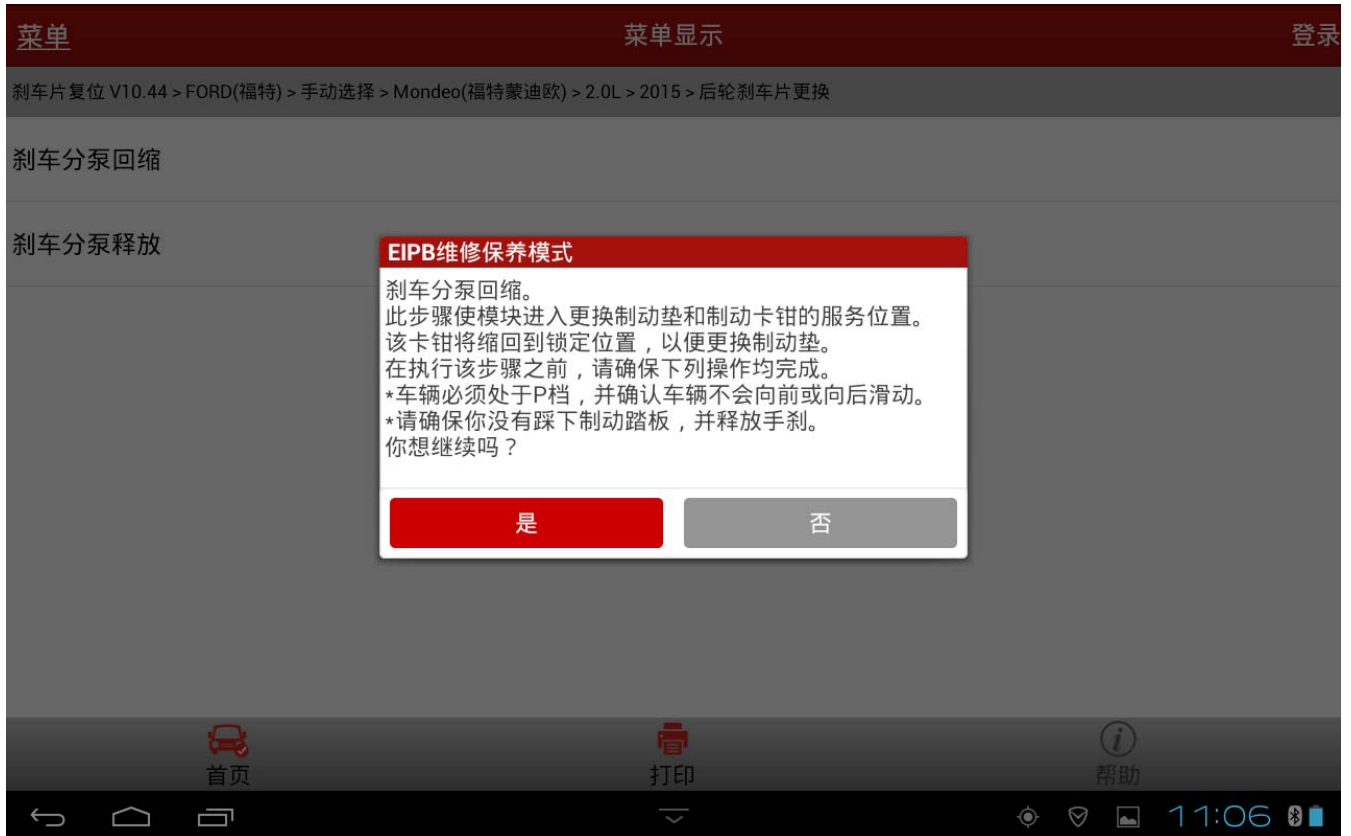 菜单
菜单显示
登录
刹车片复位 V10.44 > FORD(福特) > 手动选择 > Mondeo(福特蒙迪欧) > 2.0L > 2015 > 后轮刹车片更换
刹车分泵回缩
刹车分泵释放
EIPB维修保养模式
刹车分泵回缩。
此步骤使模块进入更换制动垫和制动卡钳的服务位置。
该卡钳将缩回到锁定位置，以便更换制动垫。
在执行该步骤之前，请确保下列操作均完成。
*车辆必须处于P档，并确认车辆不会向前或向后滑动。
*请确保你没有踩下制动踏板，并释放手刹。
你想继续吗？
是
否
首页
打印
帮助
11:06